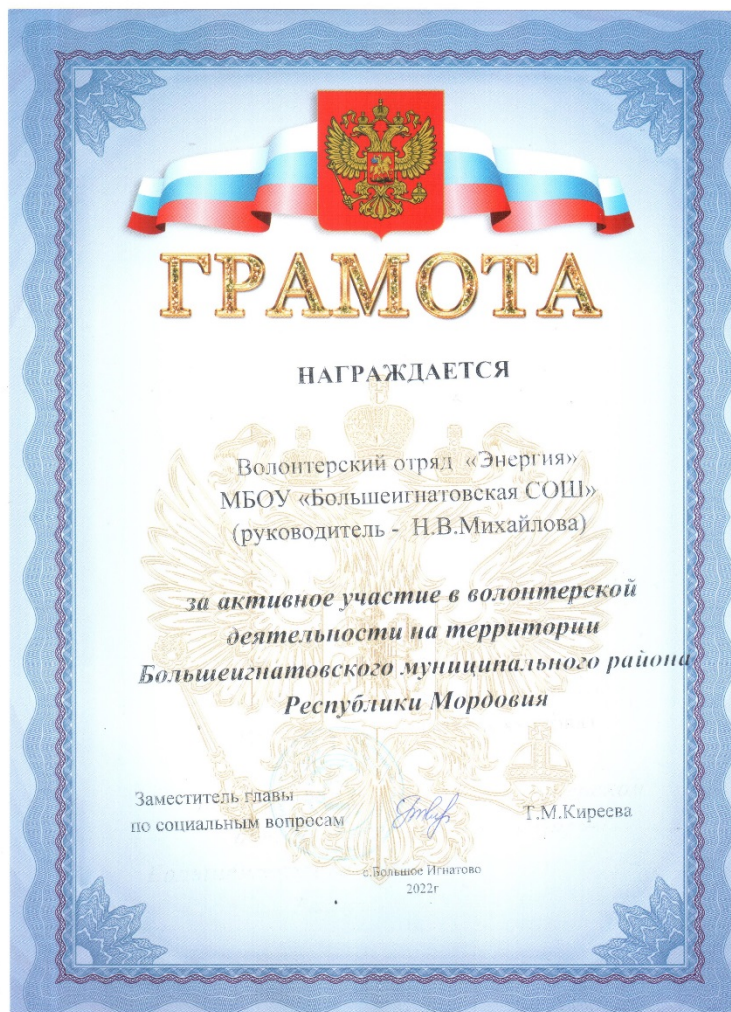 ГРАМОТА
НАГРАЖДАЕТСЯ
Волонтерский отряд «Энергия»
МБОУ «Большеигнатовская СОШ»
(руководитель - Н.В.Михайлова)
за активное участие в волонтерской
деятельности на территории
Большеигнатовского муниципального района
Республики Мордовия
Заместитель главы
по социальным вопросам
Т.М.Киреева
с.Большое Игнатово
2022г